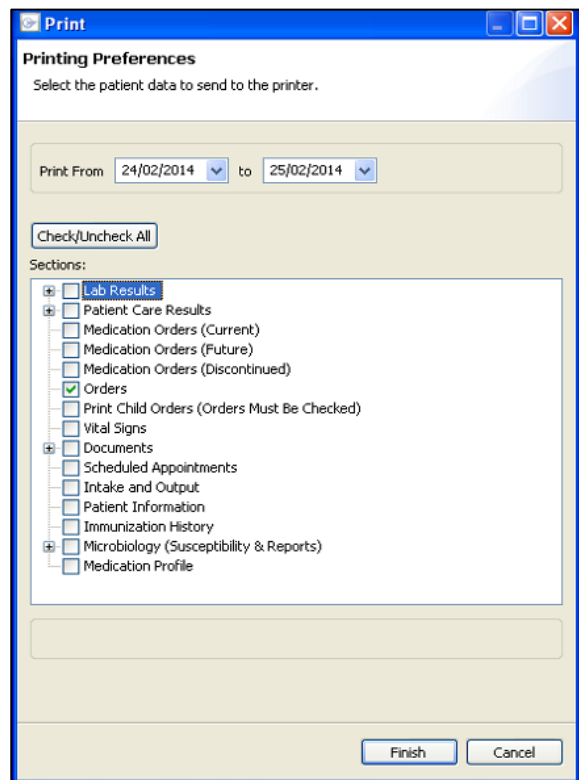 Print
Printing Preferences
Select the patient data to send to the printer.
Print From 24/02/2014 to 25/02/2014
Check/Uncheck All
Sections:
Lab Results
Patient Care Results
Medication Orders (Current)
Medication Orders (Future)
Medication Orders (Discontinued)
Orders
Print Child Orders (Orders Must Be Checked)
Vital Signs
Documents
Scheduled Appointments
Intake and Output
Patient Information
Immunization History
Microbiology (Susceptibility & Reports)
Medication Profile
Finish Cancel